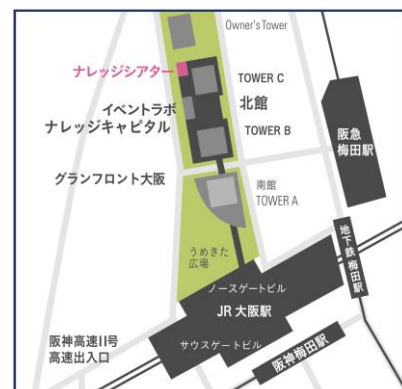 Owner's Tower
ナレッジシアター
TOWER C
北館
イベントラボ
ナレッジキャピタル
TOWER B
阪急
梅田駅
グランフロント大阪
南館
TOWER A
うめきた
広場
地下鉄梅田駅
ノースゲートビル
JR 大阪駅
サウスゲートビル
阪神高速11号
高速出入口
阪神梅田駅